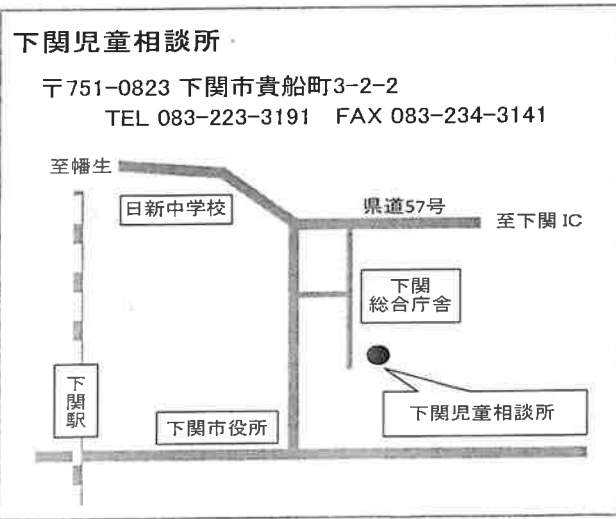 下関児童相談所
〒751-0823 下関市貴船町3-2-2
TEL 083-223-3191 FAX 083-234-3141
至幡生
日新中学校
県道57号
至下関 IC
下関
総合庁舎
下関駅
下関市役所
下関児童相談所